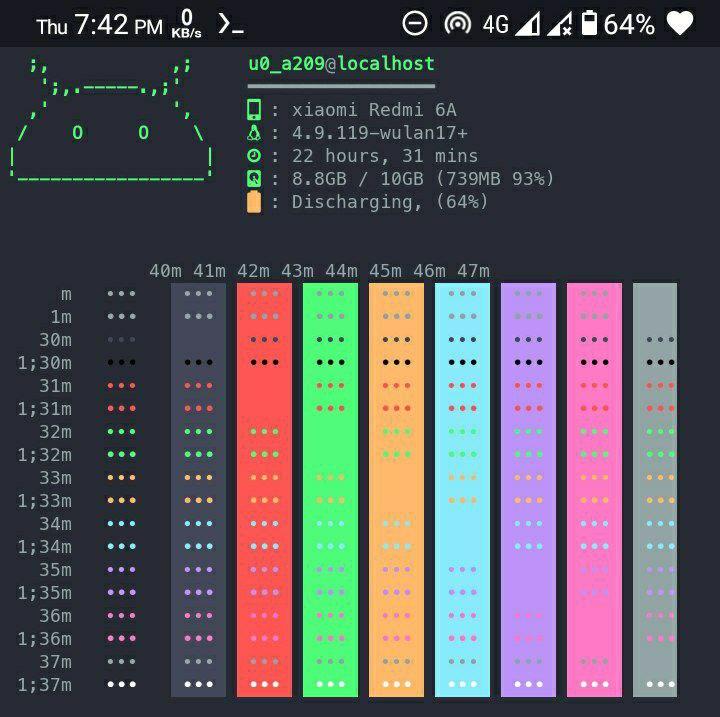 Thu 7:42 PM 0 KB/s 4G 64%
u0_a209@localhost
: xiaomi Redmi 6A
: 4.9.119-wulan17+
: 22 hours, 31 mins
: 8.8GB / 10GB (739MB 93%)
: Discharging, (64%)
40m 41m 42m 43m 44m 45m 46m 47m
m
1m
30m
1;30m
31m
1;31m
32m
1;32m
33m
1;33m
34m
1;34m
35m
1;35m
36m
1;36m
37m
1;37m